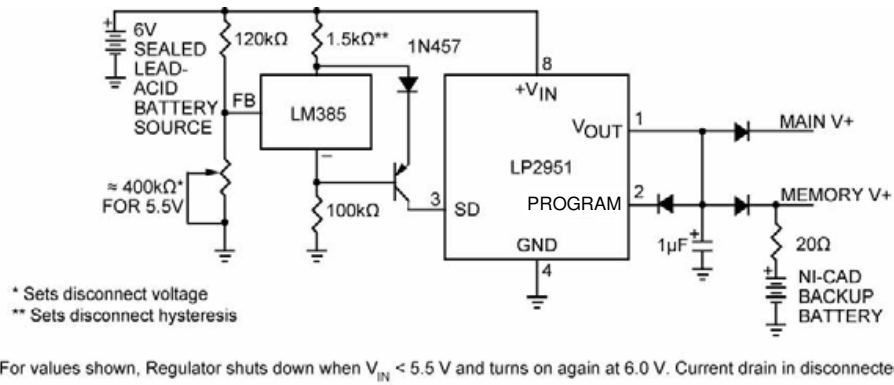 6V
SEALED
LEAD-
ACID
BATTERY
SOURCE
120kΩ
1.5kΩ**
1N457
FB
LM385
–
≈ 400kΩ*
FOR 5.5V
100kΩ
8
+VIN
VOUT
1
LP2951
3
SD
PROGRAM
2
GND
4
MAIN V+
MEMORY V+
1µF
+
20Ω
+
NI-CAD
BACKUP
BATTERY
* Sets disconnect voltage
** Sets disconnect hysteresis
For values shown, Regulator shuts down when VIN < 5.5 V and turns on again at 6.0 V. Current drain in disconnecte